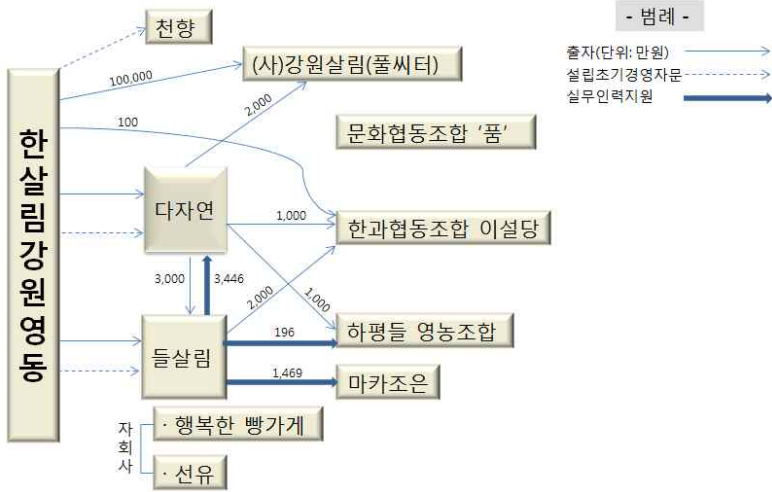 - 범례 -
출자(단위: 만원)
설립초기경영자문
실무인력지원
한살림강원영동
천향
100,000
(사)강원살림(풀씨터)
2,000
100
문화협동조합 '품'
다자연
1,000
한과협동조합 이설당
3,000
3,446
2,000
1,000
들살림
196
하평들 영농조합
1,469
마카조은
자회사
· 행복한 빵가게
· 선유